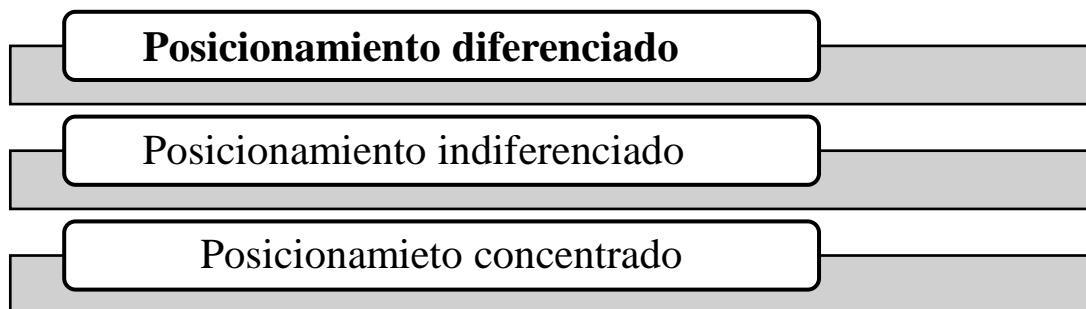 Posicionamiento diferenciado
Posicionamiento indiferenciado
Posicionamieto concentrado